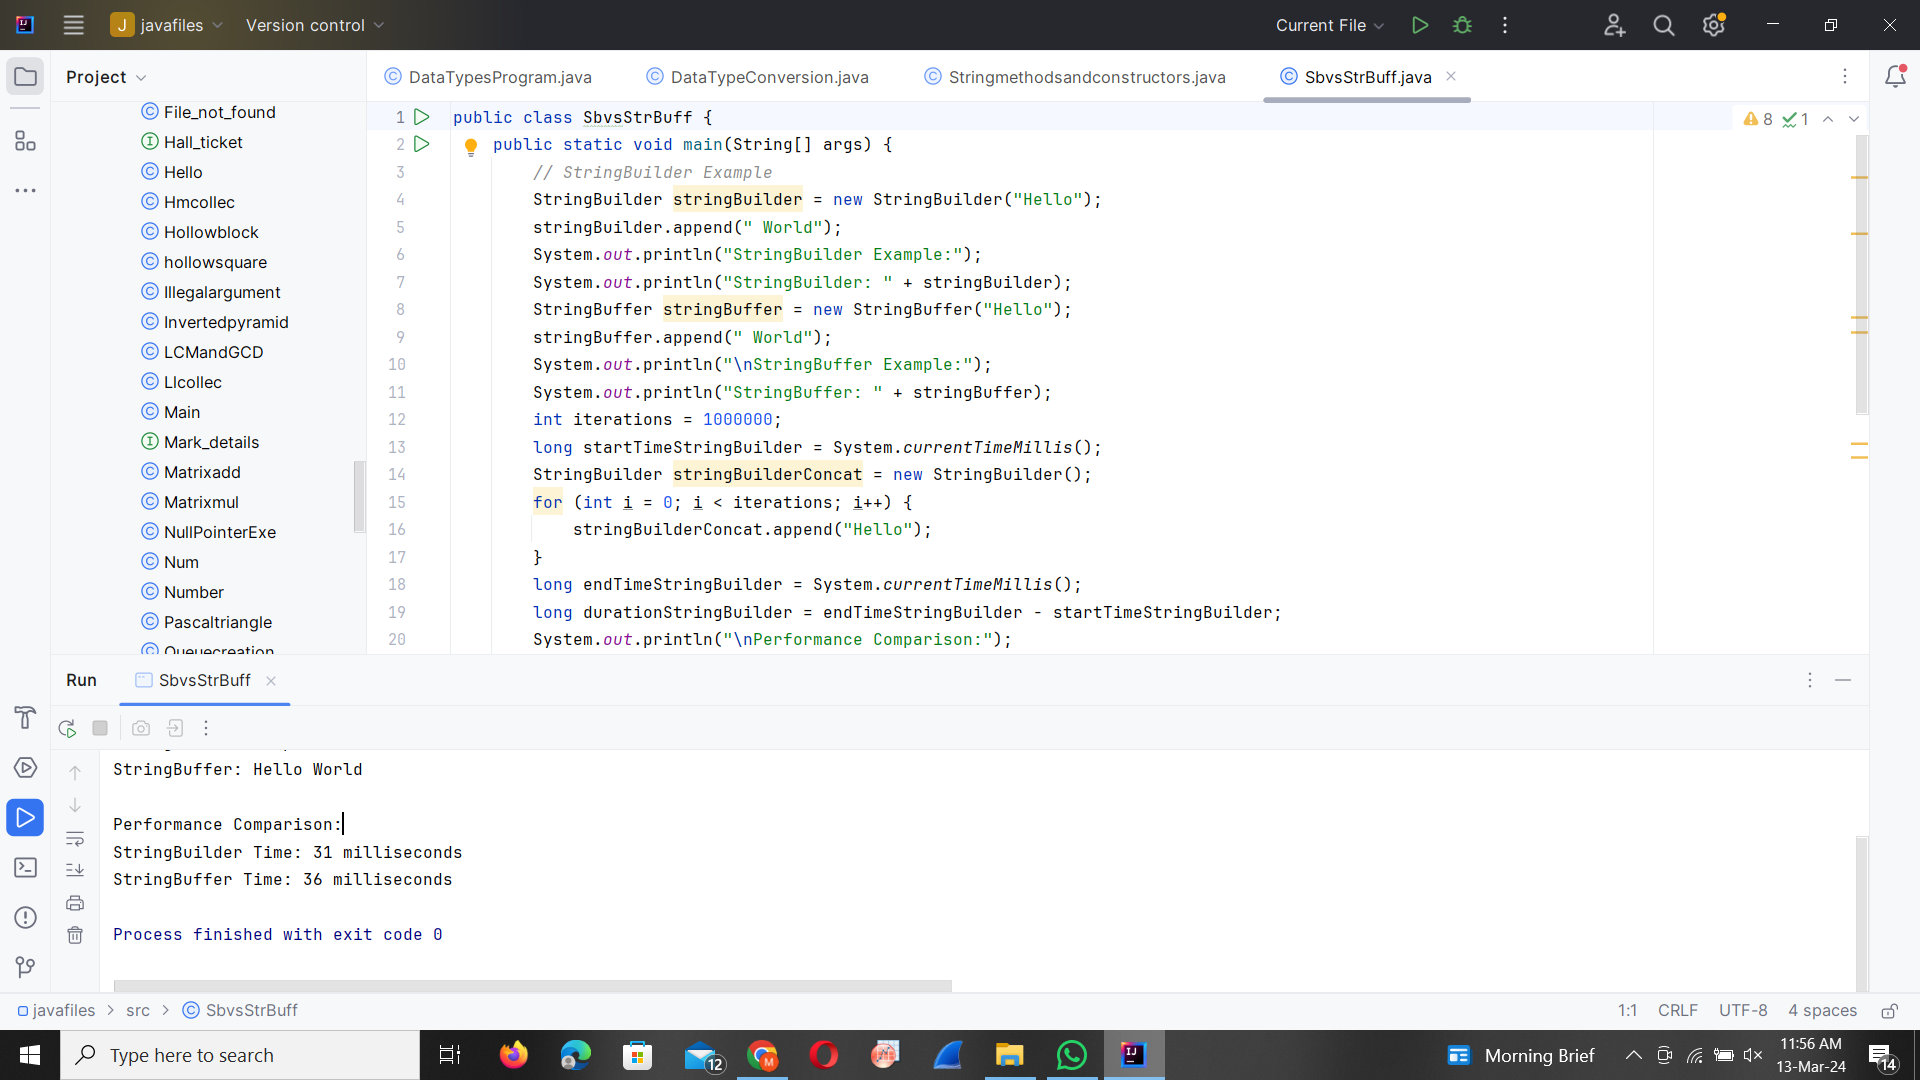 J javafiles Version control Current File
Project
DataTypesProgram.java DataTypeConversion.java Stringmethodsandconstructors.java SbvsStrBuff.java
File_not_found
Hall_ticket
Hello
Hmcollec
Hollowblock
hollowsquare
Illegalargument
Invertedpyramid
LCMandGCD
Llcollec
Main
Mark_details
Matrixadd
Matrixmul
NullPointerExe
Num
Number
Pascaltriangle
Queuecreation
8 1
1 public class SbvsStrBuff {
2 public static void main(String[] args) {
3 // StringBuilder Example
4 StringBuilder stringBuilder = new StringBuilder("Hello");
5 stringBuilder.append(" World");
6 System.out.println("StringBuilder Example:");
7 System.out.println("StringBuilder: " + stringBuilder);
8 StringBuffer stringBuffer = new StringBuffer("Hello");
9 stringBuffer.append(" World");
10 System.out.println("\nStringBuffer Example:");
11 System.out.println("StringBuffer: " + stringBuffer);
12 int iterations = 1000000;
13 long startTimeStringBuilder = System.currentTimeMillis();
14 StringBuilder stringBuilderConcat = new StringBuilder();
15 for (int i = 0; i < iterations; i++) {
16 stringBuilderConcat.append("Hello");
17 }
18 long endTimeStringBuilder = System.currentTimeMillis();
19 long durationStringBuilder = endTimeStringBuilder - startTimeStringBuilder;
20 System.out.println("\nPerformance Comparison:");
Run SbvsStrBuff
StringBuffer: Hello World
Performance Comparison:
StringBuilder Time: 31 milliseconds
StringBuffer Time: 36 milliseconds
Process finished with exit code 0
javafiles > src > SbvsStrBuff
1:1 CRLF UTF-8 4 spaces
Type here to search
12
Morning Brief
11:56 AM
13-Mar-24
14